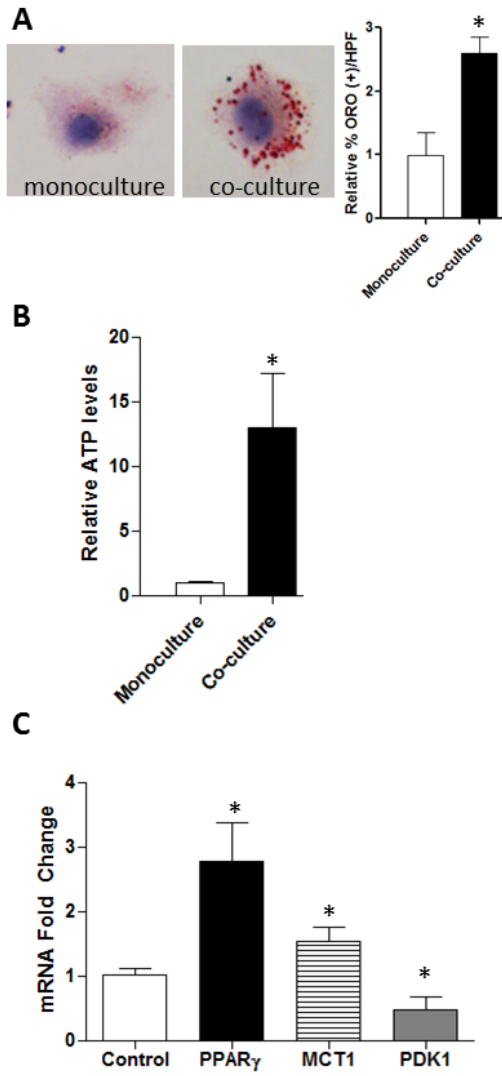 A
monoculture
co-culture
Relative % ORO (+)/HPF
3
2
1
0
*
Monoculture
Co-culture
B
Relative ATP levels
20
15
10
5
0
*
Monoculture
Co-culture
C
mRNA Fold Change
4
3
2
1
0
*
*
*
Control PPARγ MCT1 PDK1